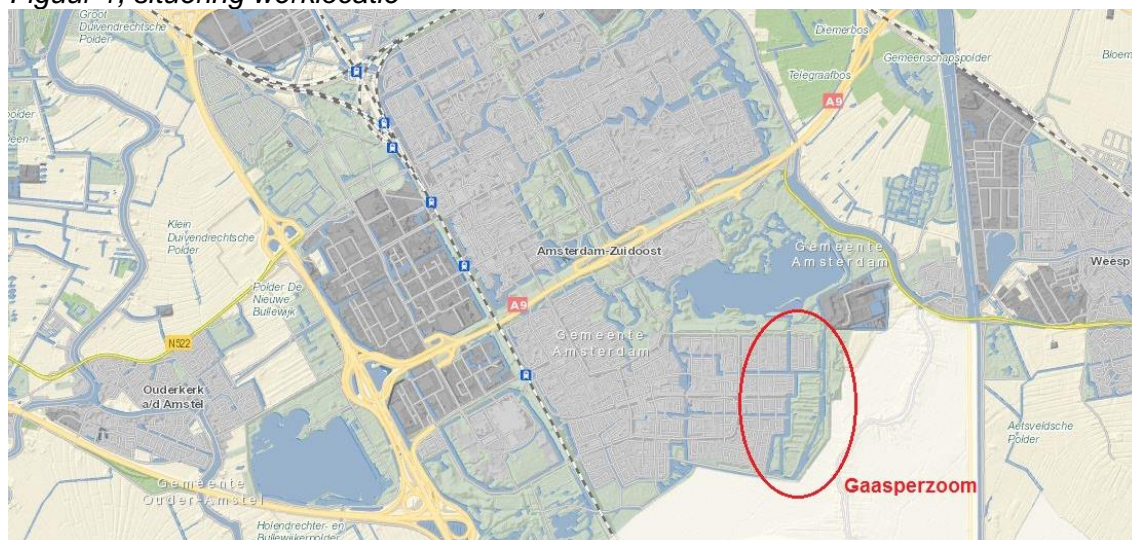 Figuur 1, situering werklocatie
Groot
Duivendrechtsche
Polder
Diemerbos
Gemeenschapspolder
Bloem
Telegraafbos
A9
polder
veen
Klein
Duivendrechtsche
Polder
Amsterdam-Zuidoost
Gemeente
Amsterdam
Weesp
Polder De
Nieuwe
Bullewijk
A9
Gemeente
Amsterdam
N522
Ouderkerk
a/d Amstel
Aetsveldsche
Polder
Gaasperzoom
Gemeente
Ouder-Amstel
Holendrechter- en
Bullewijkerpolder